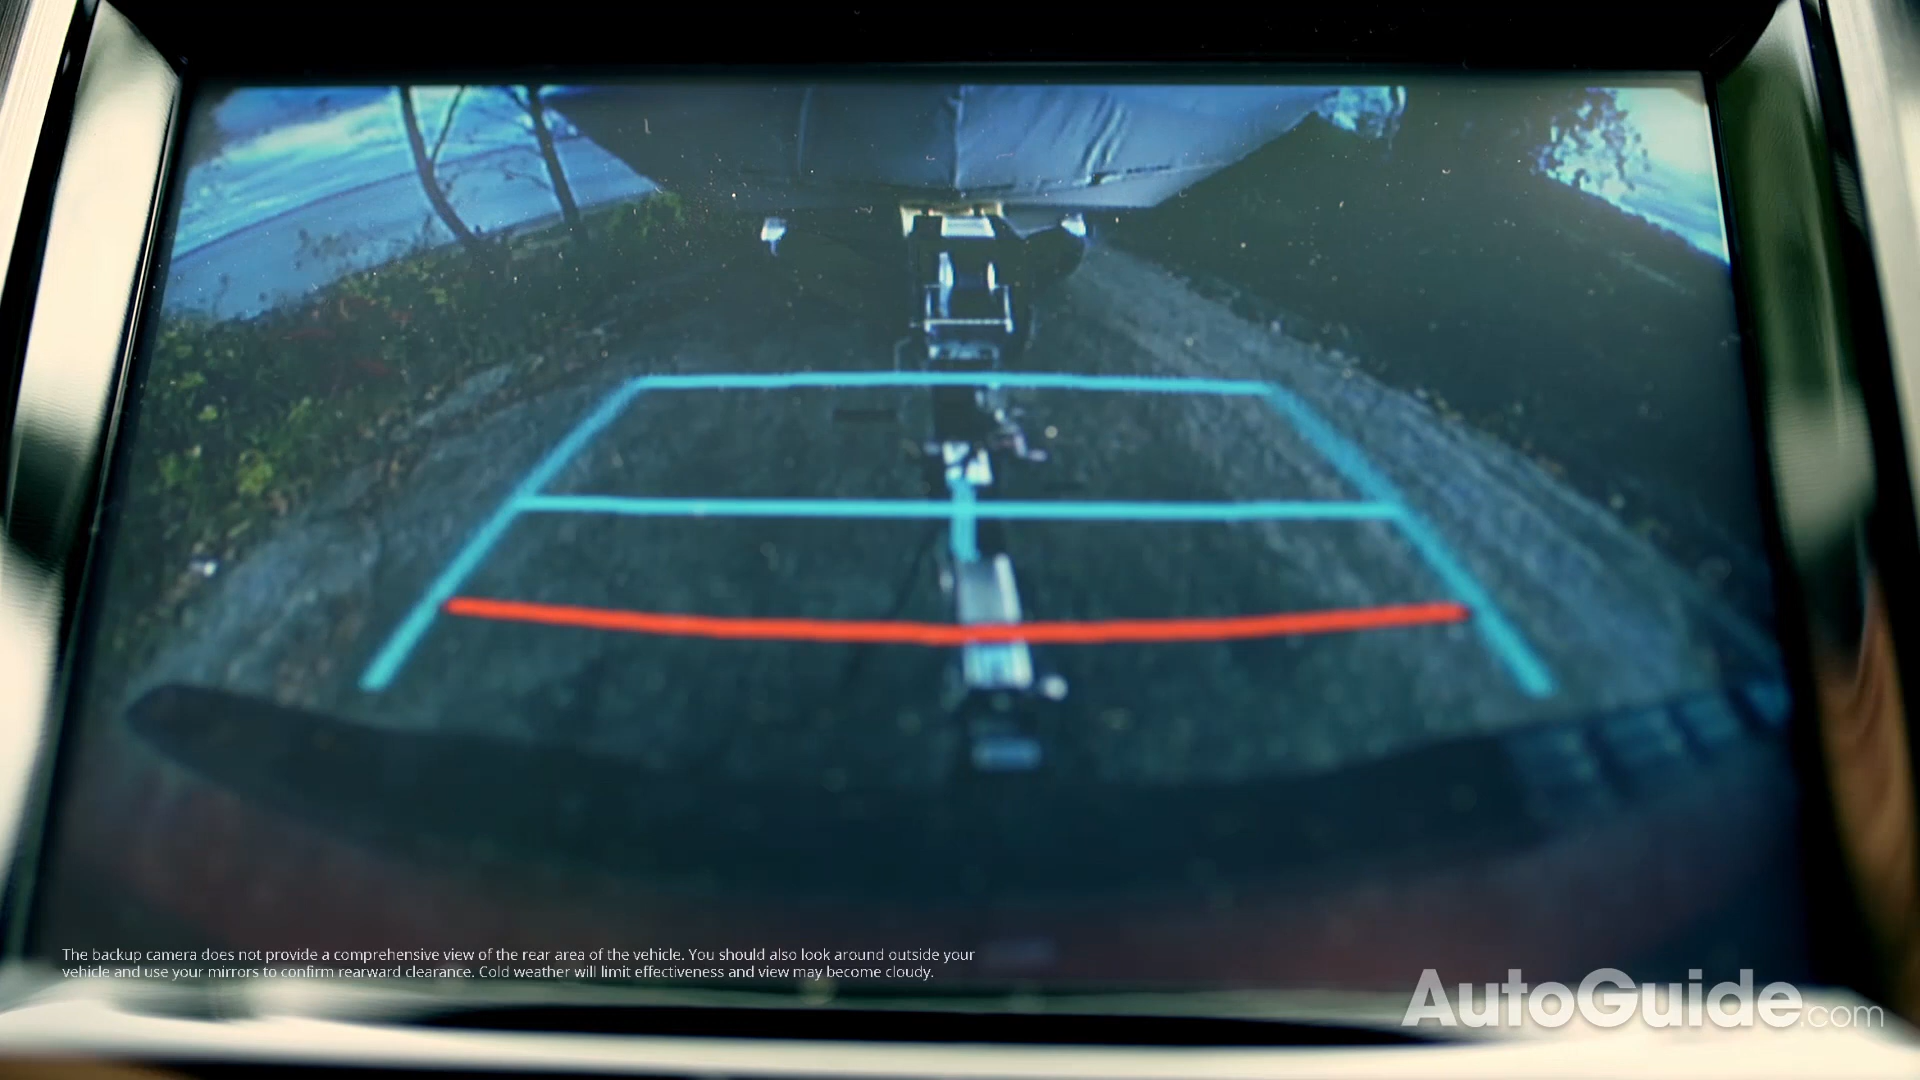 The backup camera does not provide a comprehensive view of the rear area of the vehicle. You should also look around outside your
vehicle and use your mirrors to confirm rearward clearance. Cold weather will limit effectiveness and view may become cloudy.
AutoGuide.com